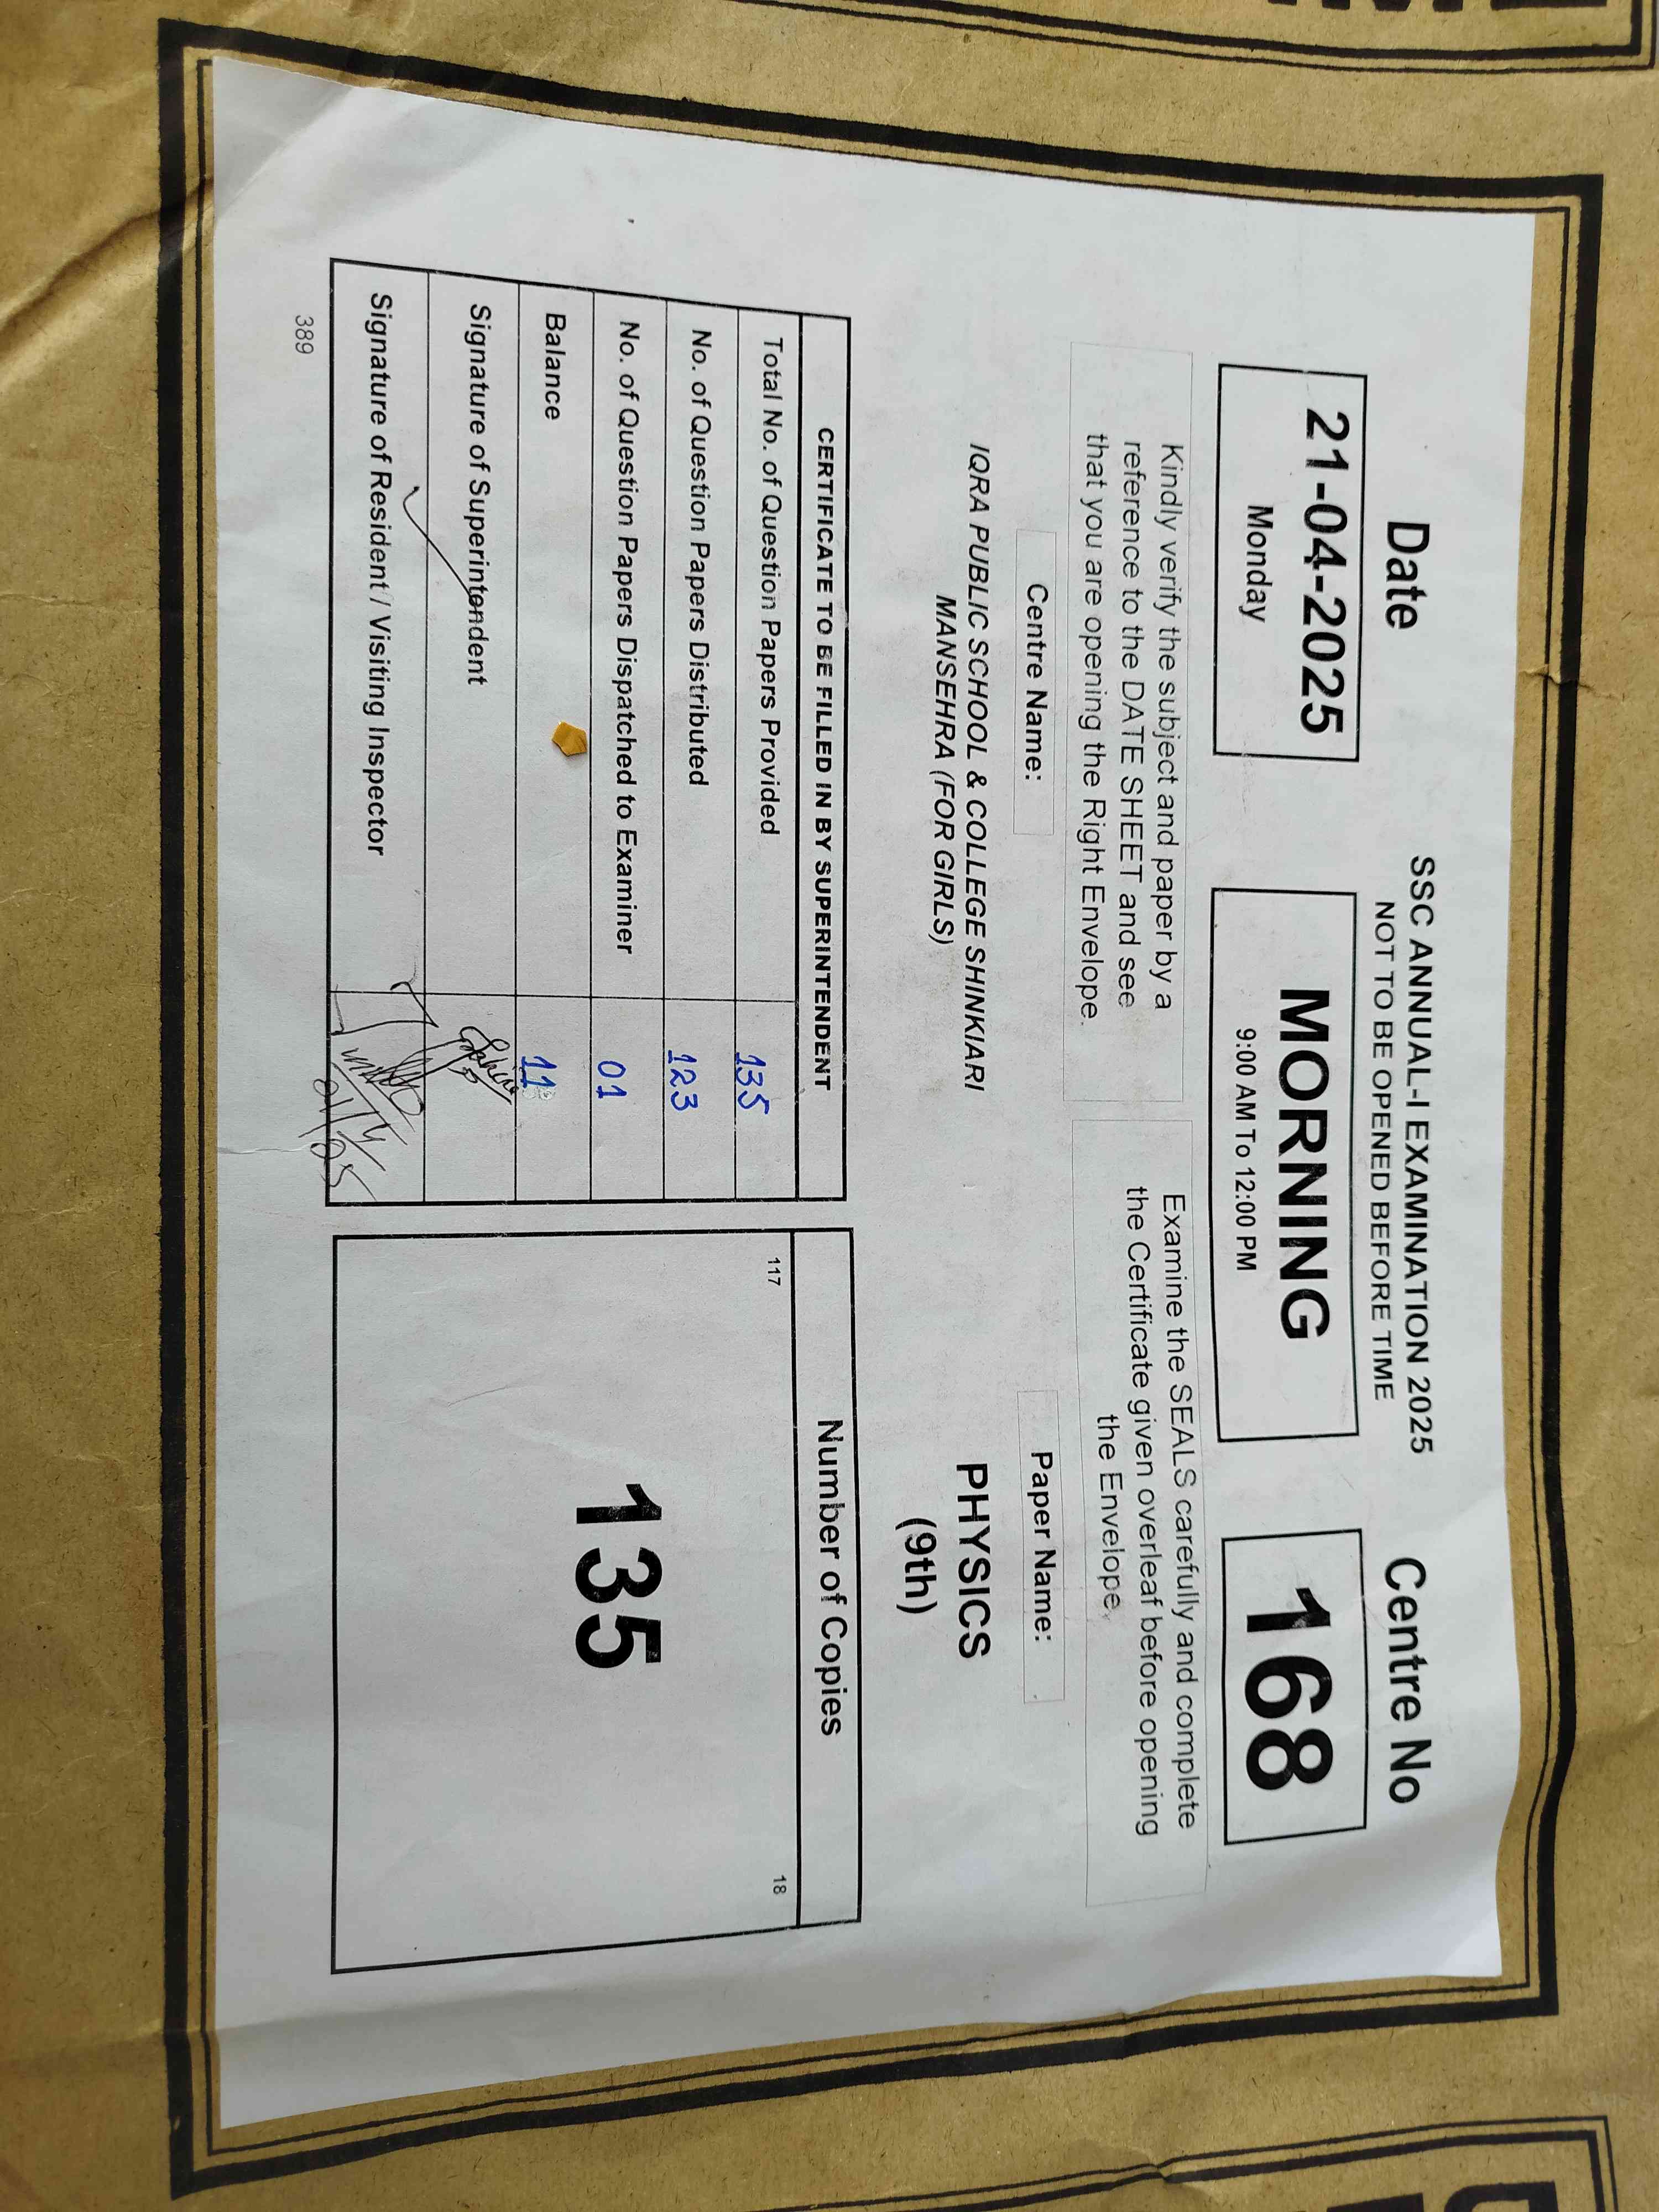 Date
SSC ANNUAL-I EXAMINATION 2025
NOT TO BE OPENED BEFORE TIME
Centre No
21-04-2025
Monday
MORNING
9:00 AM To 12:00 PM
168
Kindly verify the subject and paper by a
reference to the DATE SHEET and see
that you are opening the Right Envelope.
Examine the SEALS carefully and complete
the Certificate given overleaf before opening
the Envelope.
Centre Name:
IQRA PUBLIC SCHOOL & COLLEGE SHINKIARI
MANSEHRA (FOR GIRLS)
Paper Name:
PHYSICS
(9th)
CERTIFICATE TO BE FILLED IN BY SUPERINTENDENT
Total No. of Question Papers Provided 135
No. of Question Papers Distributed 123
No. of Question Papers Dispatched to Examiner 01
Balance 11
Signature of Superintendent
Signature of Resident / Visiting Inspector 21/4/25
389
Number of Copies
117 18
135